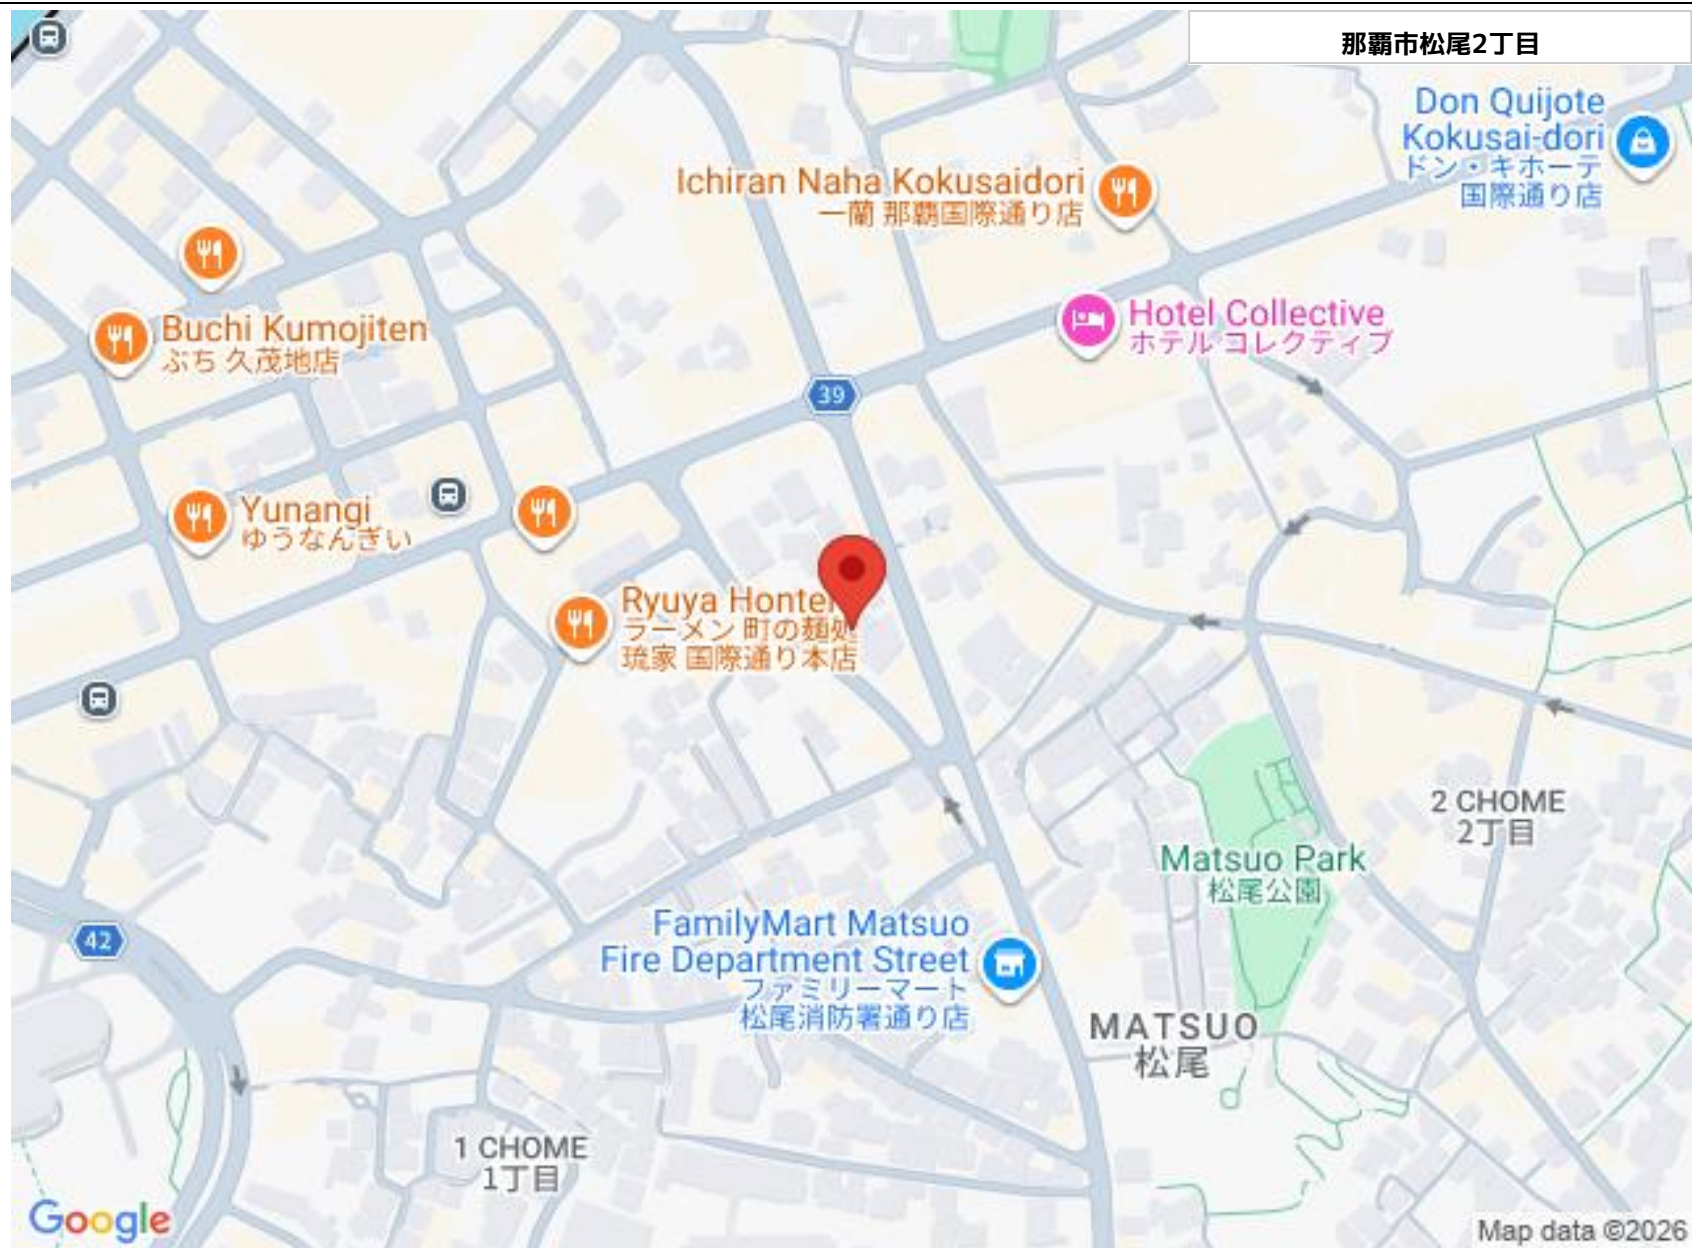 那覇市松尾2丁目
Don Quijote
Kokusai-dori
ドン・キホーテ
国際通り店
Ichiran Naha Kokusaidori
一蘭 那覇国際通り店
Hotel Collective
ホテル コレクティブ
Buchi Kumojiten
ぶち 久茂地店
39
Yunangi
ゆうなんぎい
Ryuya Honten
ラーメン 町の麺処
琉家 国際通り本店
2 CHOME
2丁目
Matsuo Park
松尾公園
42
FamilyMart Matsuo
Fire Department Street
ファミリーマート
松尾消防署通り店
MATSUO
松尾
1 CHOME
1丁目
Google
Map data ©2026